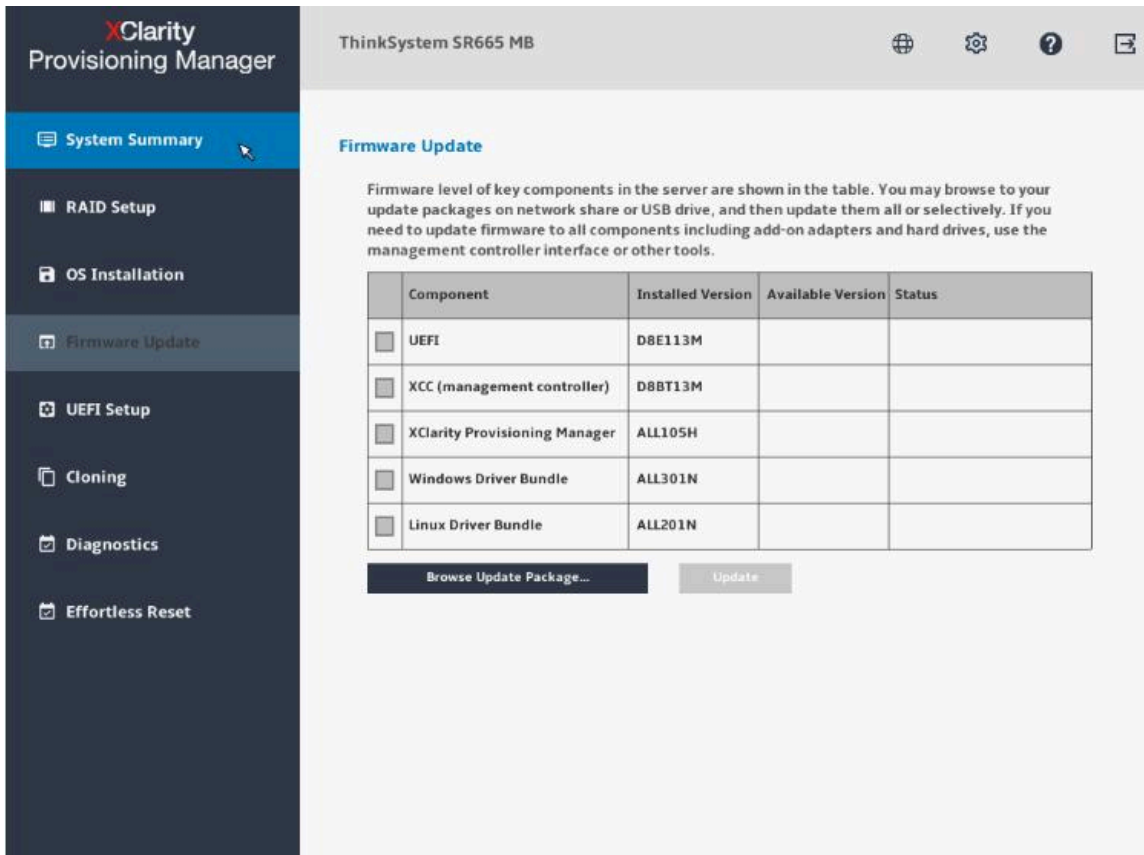 XClarity
Provisioning Manager
ThinkSystem SR665 MB
System Summary
RAID Setup
OS Installation
Firmware Update
UEFI Setup
Cloning
Diagnostics
Effortless Reset
Firmware Update
Firmware level of key components in the server are shown in the table. You may browse to your
update packages on network share or USB drive, and then update them all or selectively. If you
need to update firmware to all components including add-on adapters and hard drives, use the
management controller interface or other tools.
Component Installed Version Available Version Status
UEFI D8E113M
XCC (management controller) D8BT13M
XClarity Provisioning Manager ALL105H
Windows Driver Bundle ALL301N
Linux Driver Bundle ALL201N
Browse Update Package... Update